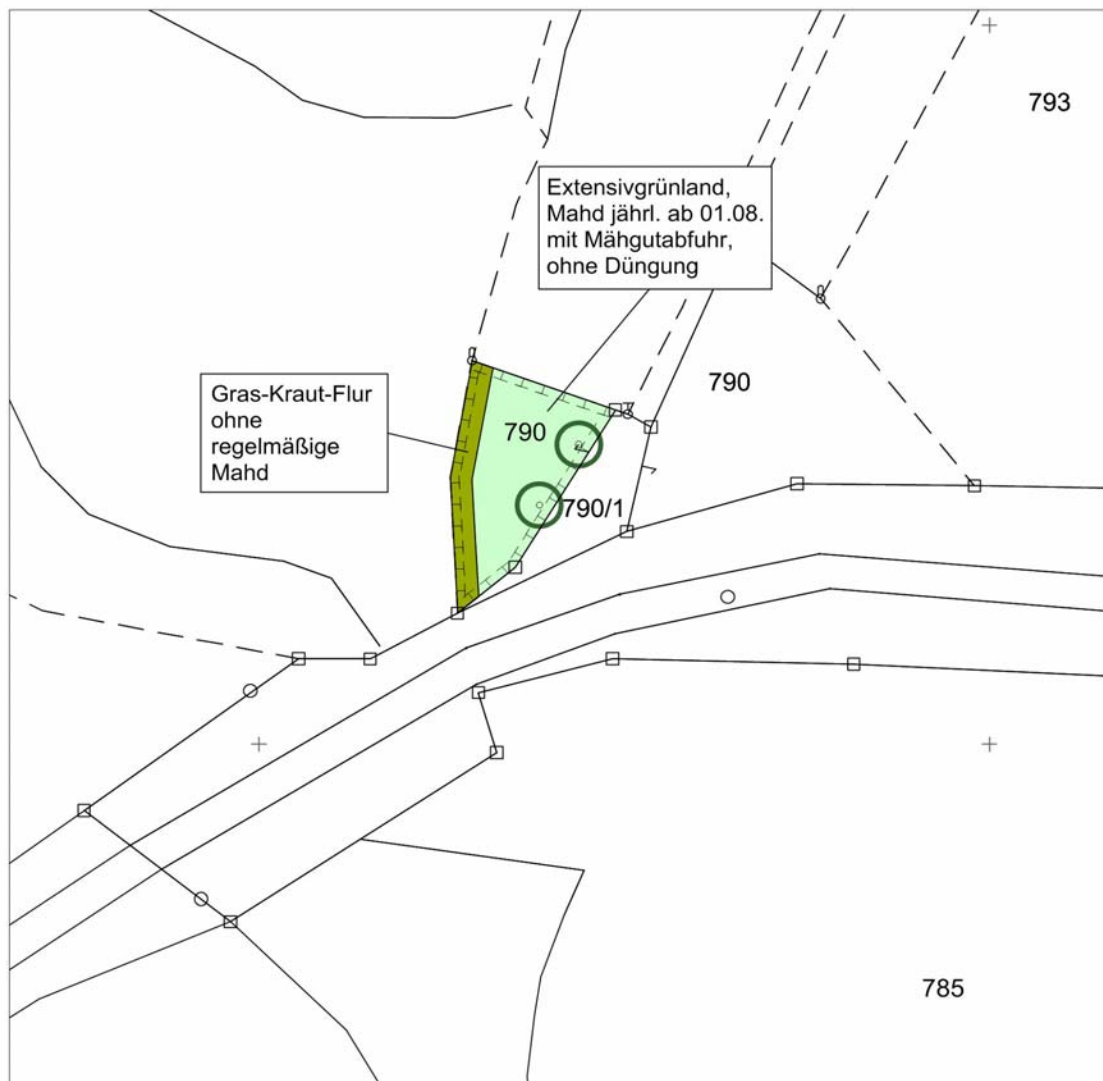 793
Extensivgrünland,
Mahd jährl. ab 01.08.
mit Mähgutabfuhr,
ohne Düngung
Gras-Kraut-Flur
ohne
regelmäßige
Mahd
790
790
790/1
785